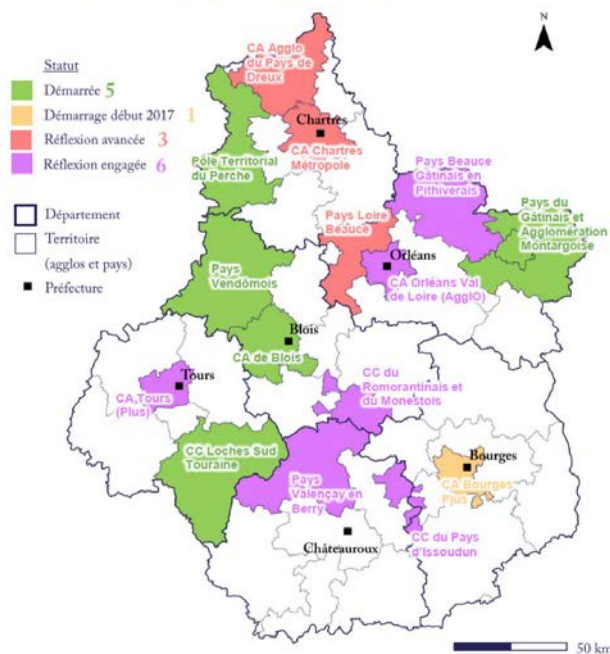 N
Statut
Démarrée 5
Démarrage début 2017 1
Réflexion avancée 3
Réflexion engagée 6
Département
Territoire
(agglos et pays)
Préfecture
CA Agglo
du Pays de
Dreux
Chartres
CA Chartres
Métropole
Pôle Territorial
du Perche
Pays Beauce
Gâtinais en
Pithiverais
Pays du
Gâtinais et
Agglomération
Montargoise
Pays Loire
Beauce
Orléans
CA Orléans Val
de Loire (AgglO)
Pays
Vendômois
Blois
CA de Blois
Tours
CA Tours
(Plus)
CC du
Romorantinais et
du Monestois
CC Loches Sud
Touraine
Pays
Valençay en
Berry
Bourges
CA Bourges
Plus
CC du Pays
d'Issoudun
Châteauroux
50 km